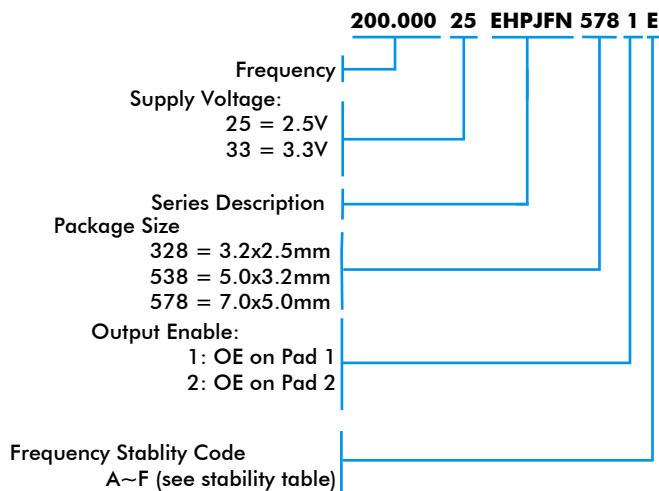 200.000 25 EHPJFN 578 1 E
Frequency
Supply Voltage:
25 = 2.5V
33 = 3.3V
Series Description
Package Size
328 = 3.2x2.5mm
538 = 5.0x3.2mm
578 = 7.0x5.0mm
Output Enable:
1: OE on Pad 1
2: OE on Pad 2
Frequency Stablity Code
A~F (see stability table)